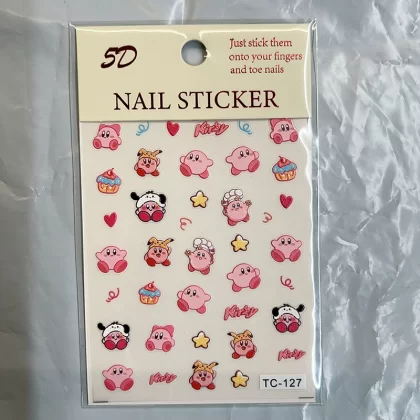 5D
Just stick them
onto your fingers
and toe nails
NAIL STICKER
Kirby
Kirby
Kirby
Kirby
TC-127